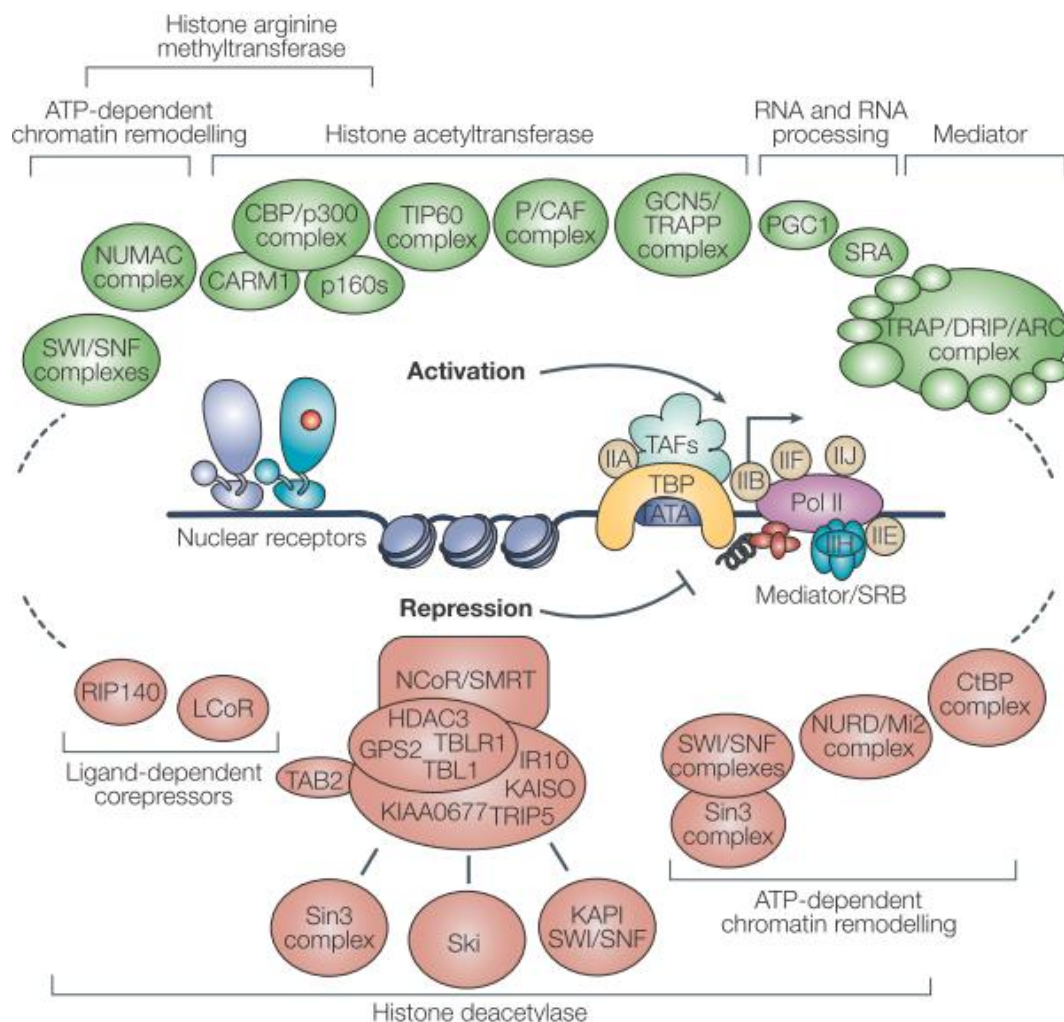 Histone arginine
methyltransferase
ATP-dependent
chromatin remodelling
Histone acetyltransferase
RNA and RNA
processing
Mediator
CBP/p300
complex
TIP60
complex
P/CAF
complex
GCN5/
TRAPP
complex
PGC1
SRA
NUMAC
complex
CARM1
p160s
SWI/SNF
complexes
TRAP/DRIP/ARC
complex
Activation
TAFs
IIA
IIB
IIF
IIJ
TBP
ATA
Pol II
IIH
IIE
Nuclear receptors
Mediator/SRB
Repression
RIP140
LCoR
Ligand-dependent
corepressors
NCoR/SMRT
HDAC3
GPS2
TBLR1
TBL1
IR10
KAISO
KIAA0677
TRIP5
TAB2
CtBP
complex
NURD/Mi2
complex
SWI/SNF
complexes
Sin3
complex
ATP-dependent
chromatin remodelling
Sin3
complex
Ski
KAPI
SWI/SNF
Histone deacetylase